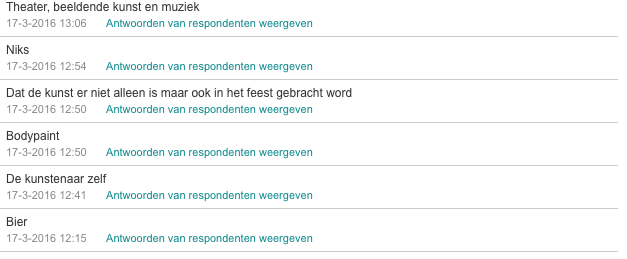 Theater, beeldende kunst en muziek
17-3-2016 13:06 Antwoorden van respondenten weergeven
Niks
17-3-2016 12:54 Antwoorden van respondenten weergeven
Dat de kunst er niet alleen is maar ook in het feest gebracht word
17-3-2016 12:50 Antwoorden van respondenten weergeven
Bodypaint
17-3-2016 12:50 Antwoorden van respondenten weergeven
De kunstenaar zelf
17-3-2016 12:41 Antwoorden van respondenten weergeven
Bier
17-3-2016 12:15 Antwoorden van respondenten weergeven